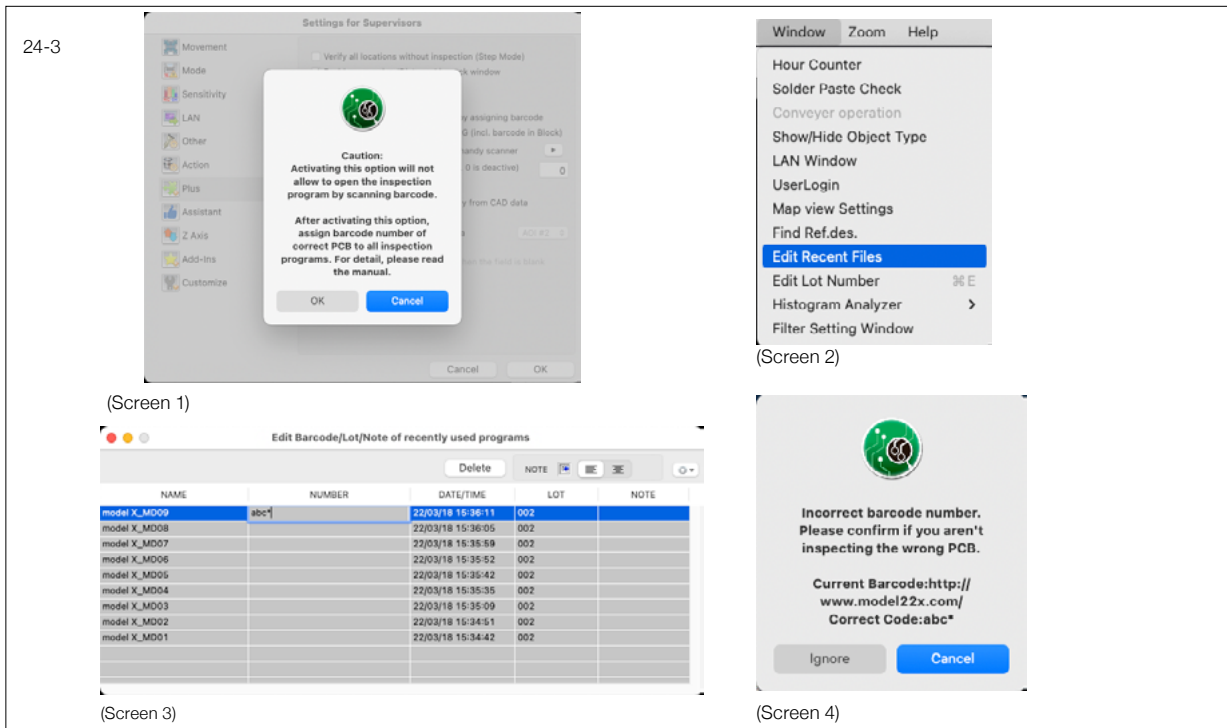 24-3
Settings for Supervisors
Movement
Mode
Sensitivity
LAN
Other
Action
Plus
Assistant
Z Axis
Add-Ins
Customize
Verify all locations without inspection (Step Mode)
ck window
by assigning barcode
G (incl. barcode in Block)
handy scanner
0 is deactive) 0
y from CAD data
AOI #2
when the field is blank
Caution:
Activating this option will not
allow to open the inspection
program by scanning barcode.
After activating this option,
assign barcode number of
correct PCB to all inspection
programs. For detail, please read
the manual.
OK Cancel
Cancel OK
(Screen 1)
Window Zoom Help
Hour Counter
Solder Paste Check
Conveyer operation
Show/Hide Object Type
LAN Window
UserLogin
Map view Settings
Find Ref.des.
Edit Recent Files
Edit Lot Number ⌘E
Histogram Analyzer >
Filter Setting Window
(Screen 2)
Edit Barcode/Lot/Note of recently used programs
Delete NOTE
NAME NUMBER DATE/TIME LOT NOTE
model X_MD09 abc* 22/03/18 15:36:11 002
model X_MD08 22/03/18 15:36:05 002
model X_MD07 22/03/18 15:35:59 002
model X_MD06 22/03/18 15:35:52 002
model X_MD05 22/03/18 15:35:42 002
model X_MD04 22/03/18 15:35:35 002
model X_MD03 22/03/18 15:35:09 002
model X_MD02 22/03/18 15:34:51 002
model X_MD01 22/03/18 15:34:42 002
(Screen 3)
Incorrect barcode number.
Please confirm if you aren't
inspecting the wrong PCB.
Current Barcode:http://
www.model22x.com/
Correct Code:abc*
Ignore Cancel
(Screen 4)